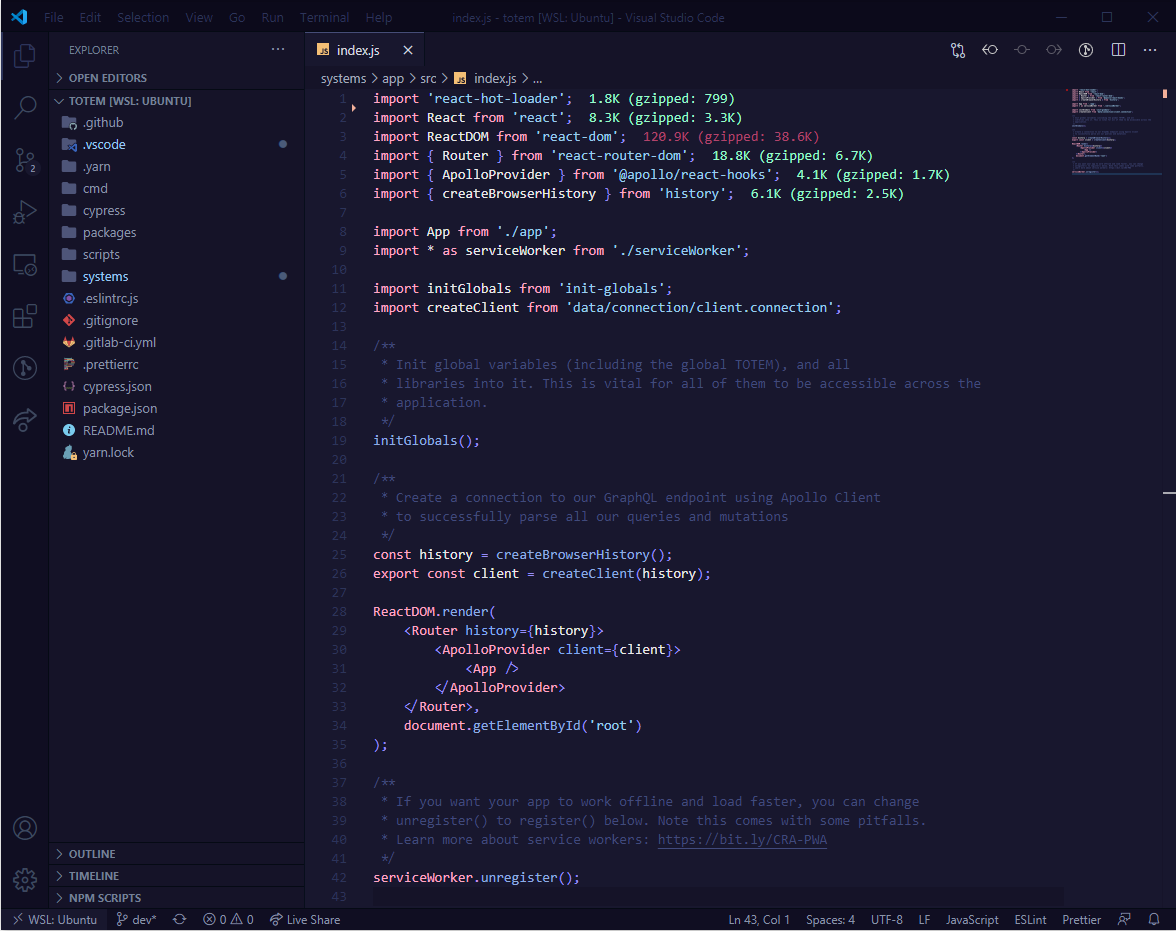 File Edit Selection View Go Run Terminal Help index.js - totem [WSL: Ubuntu] - Visual Studio Code
EXPLORER
OPEN EDITORS
TOTEM [WSL: UBUNTU]
.github
.vscode
.yarn
cmd
cypress
packages
scripts
systems
.eslintrc.js
.gitignore
.gitlab-ci.yml
.prettierrc
cypress.json
package.json
README.md
yarn.lock
OUTLINE
TIMELINE
NPM SCRIPTS
2
JS index.js
systems > app > src > JS index.js > ...
1 import 'react-hot-loader'; 1.8K (gzipped: 799)
2 import React from 'react'; 8.3K (gzipped: 3.3K)
3 import ReactDOM from 'react-dom'; 120.9K (gzipped: 38.6K)
4 import { Router } from 'react-router-dom'; 18.8K (gzipped: 6.7K)
5 import { ApolloProvider } from '@apollo/react-hooks'; 4.1K (gzipped: 1.7K)
6 import { createBrowserHistory } from 'history'; 6.1K (gzipped: 2.5K)
7
8 import App from './app';
9 import * as serviceWorker from './serviceWorker';
10
11 import initGlobals from 'init-globals';
12 import createClient from 'data/connection/client.connection';
13
14 /**
15 * Init global variables (including the global TOTEM), and all
16 * libraries into it. This is vital for all of them to be accessible across the
17 * application.
18 */
19 initGlobals();
20
21 /**
22 * Create a connection to our GraphQL endpoint using Apollo Client
23 * to successfully parse all our queries and mutations
24 */
25 const history = createBrowserHistory();
26 export const client = createClient(history);
27
28 ReactDOM.render(
29 <Router history={history}>
30 <ApolloProvider client={client}>
31 <App />
32 </ApolloProvider>
33 </Router>,
34 document.getElementById('root')
35 );
36
37 /**
38 * If you want your app to work offline and load faster, you can change
39 * unregister() to register() below. Note this comes with some pitfalls.
40 * Learn more about service workers: https://bit.ly/CRA-PWA
41 */
42 serviceWorker.unregister();
43
WSL: Ubuntu dev* 0 0 Live Share Ln 43, Col 1 Spaces: 4 UTF-8 LF JavaScript ESLint Prettier